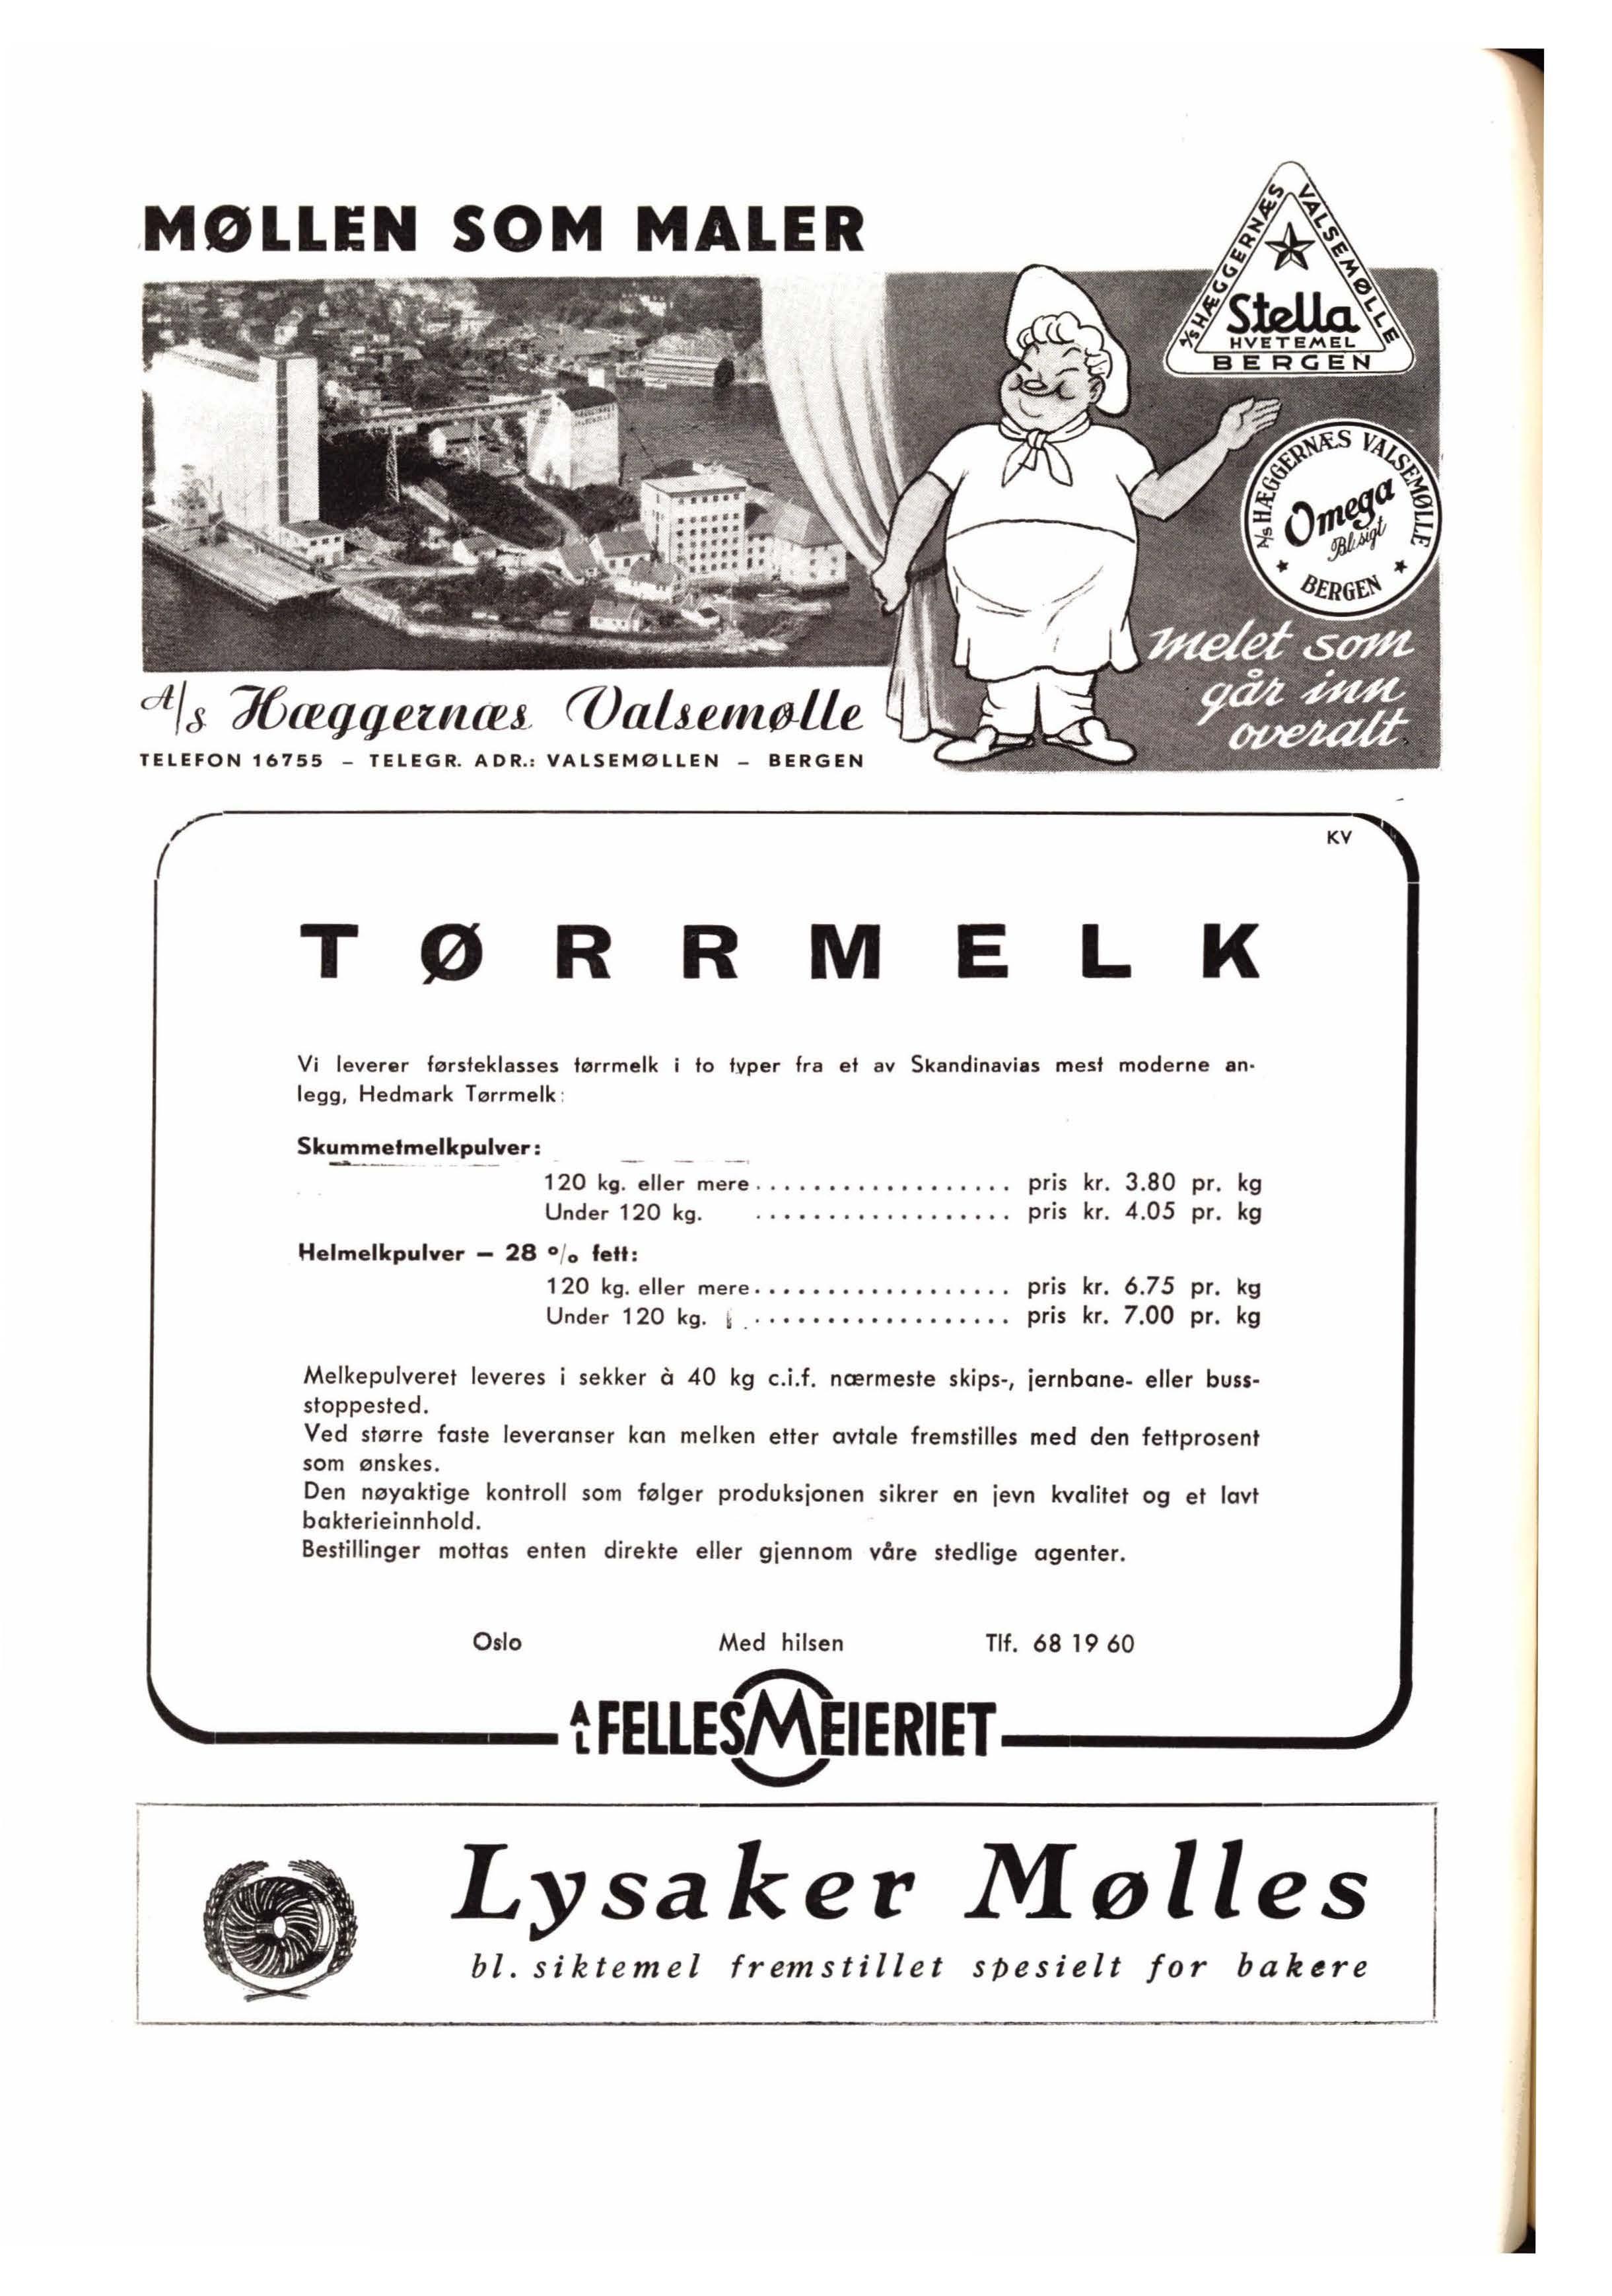 MØLLEN SOM MALER
A/S HÆGGERNÆS VALSEMØLLE
Stella
HVETEMEL
BERGEN
A/S HÆGGERNÆS VALSEMØLLE
Omega
Bl. sigt
BERGEN
melet som
går inn
overalt
A/s Hæggernæs Valsemølle
TELEFON 16755 – TELEGR. ADR.: VALSEMØLLEN – BERGEN
KV
TØRRMELK
Vi leverer førsteklasses tørrmelk i to typer fra et av Skandinavias mest moderne an-
legg, Hedmark Tørrmelk:
Skummetmelkpulver:
120 kg. eller mere .................. pris kr. 3.80 pr. kg
Under 120 kg. .................. pris kr. 4.05 pr. kg
Helmelkpulver – 28 % fett:
120 kg. eller mere .................. pris kr. 6.75 pr. kg
Under 120 kg. .................. pris kr. 7.00 pr. kg
Melkepulveret leveres i sekker à 40 kg c.i.f. nærmeste skips-, jernbane- eller buss-
stoppested.
Ved større faste leveranser kan melken etter avtale fremstilles med den fettprosent
som ønskes.
Den nøyaktige kontroll som følger produksjonen sikrer en jevn kvalitet og et lavt
bakterieinnhold.
Bestillinger mottas enten direkte eller gjennom våre stedlige agenter.
Oslo Med hilsen Tlf. 68 19 60
A/L FELLESMEIERIET
Lysaker Mølles
bl. siktemel fremstillet spesielt for bakere